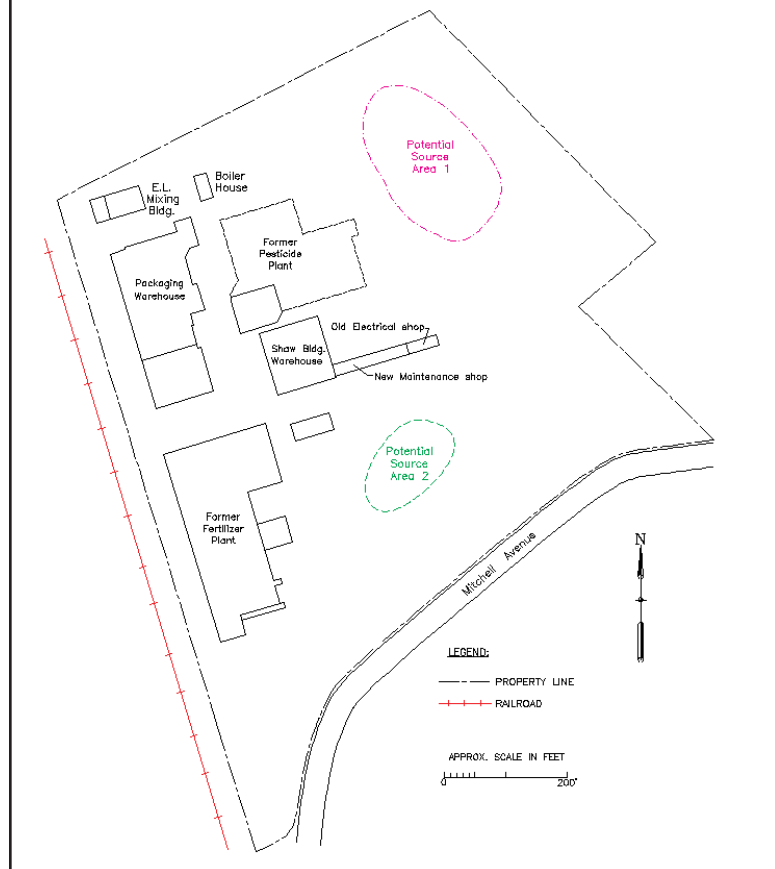 Potential
Source
Area 1
Boiler
House
E.L.
Mixing
Bldg.
Former
Pesticide
Plant
Packaging
Warehouse
Old Electrical shop
Shaw Bldg.
Warehouse
New Maintenance shop
Potential
Source
Area 2
Former
Fertilizer
Plant
Mitchell Avenue
N
LEGEND:
PROPERTY LINE
RAILROAD
APPROX. SCALE IN FEET
0 200'